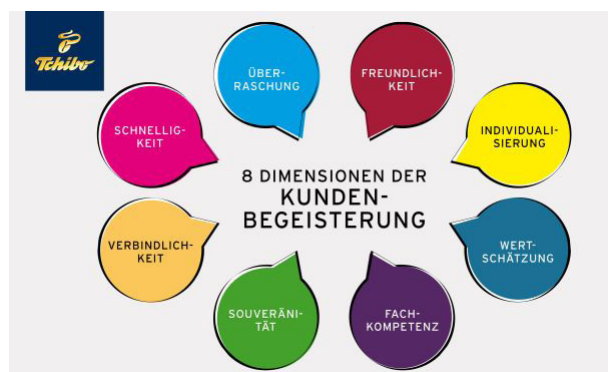 Tchibo
ÜBER-
RASCHUNG
FREUNDLICH-
KEIT
SCHNELLIG-
KEIT
INDIVIDUALI-
SIERUNG
8 DIMENSIONEN DER
KUNDEN-
BEGEISTERUNG
VERBINDLICH-
KEIT
WERT-
SCHÄTZUNG
SOUVERÄNI-
TÄT
FACH-
KOMPETENZ